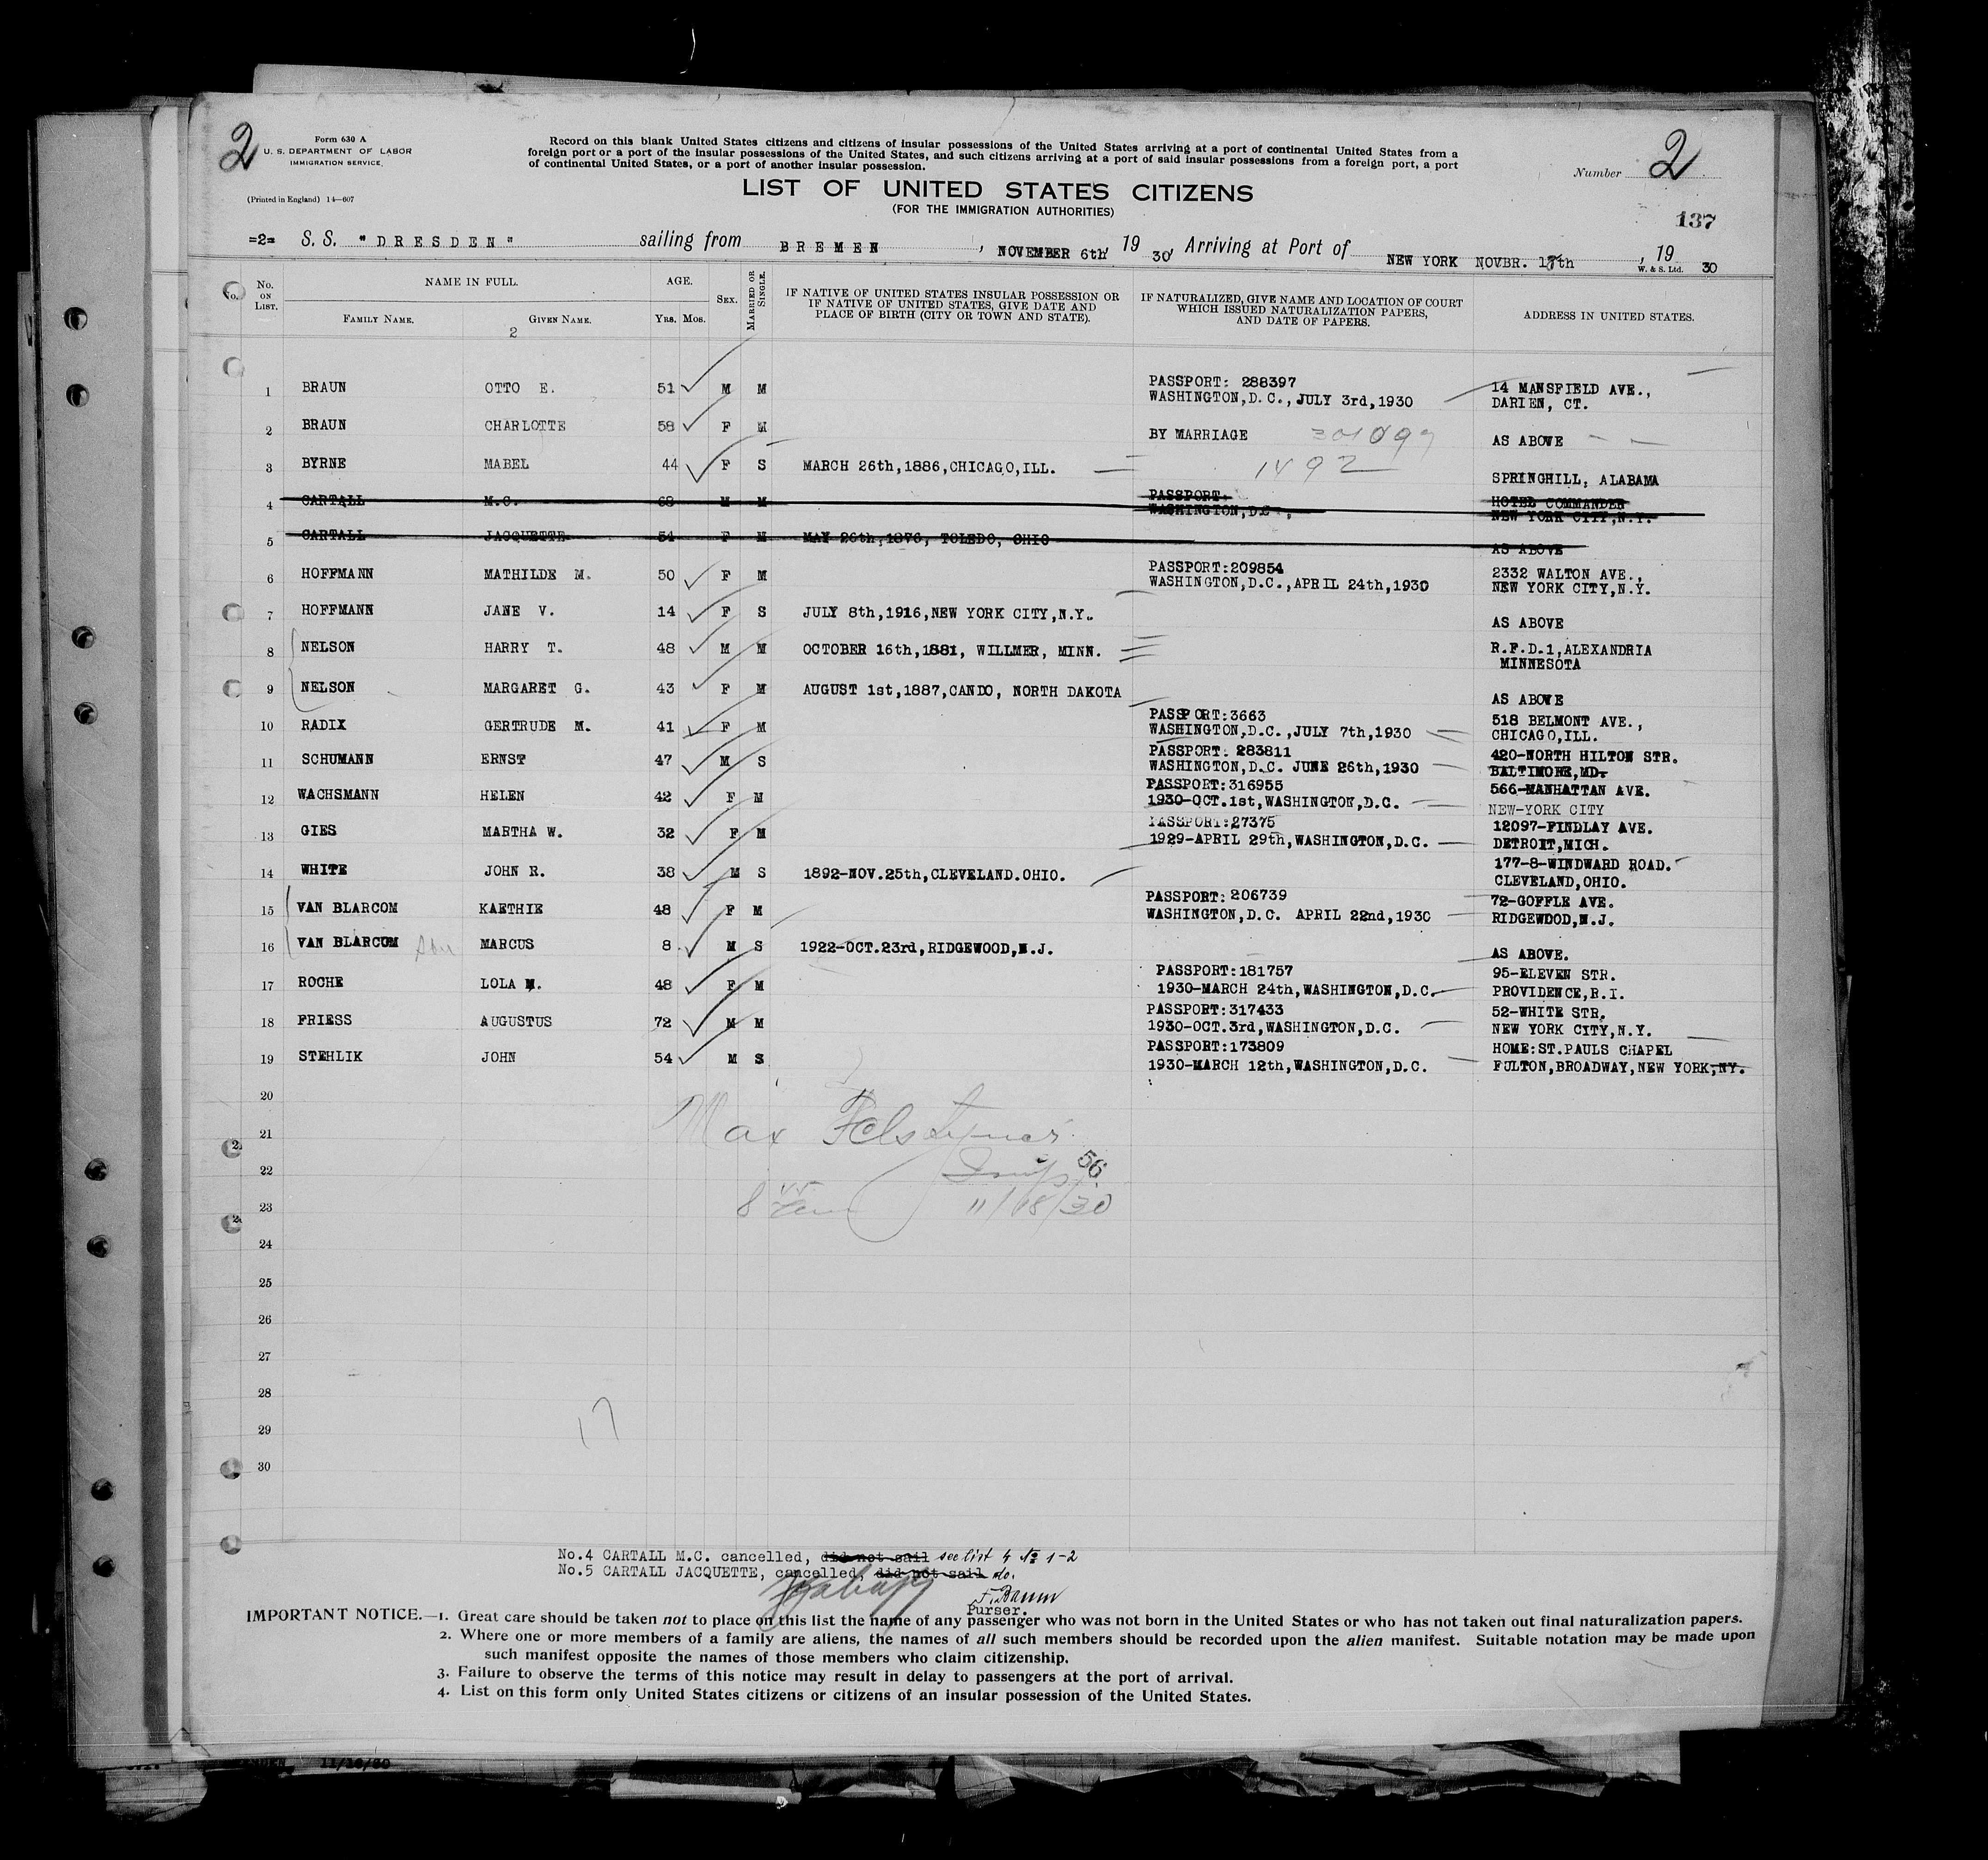 2
Form 630 A
U. S. DEPARTMENT OF LABOR
IMMIGRATION SERVICE.
(Printed in England) 14—607
Record on this blank United States citizens and citizens of insular possessions of the United States arriving at a port of continental United States from a
foreign port or a port of the insular possessions of the United States, and such citizens arriving at a port of said insular possessions from a foreign port, a port
of continental United States, or a port of another insular possession.
LIST OF UNITED STATES CITIZENS
(FOR THE IMMIGRATION AUTHORITIES)
Number 2
137
=2= S. S. "DRESDEN" sailing from BREMEN, NOVEMBER 6th, 1930, Arriving at Port of NEW YORK NOVBR. 17th, 1930
W. & S. Ltd.
No. ON LIST. NAME IN FULL. FAMILY NAME. GIVEN NAME. AGE. YRS. MOS. SEX. MARRIED OR SINGLE. IF NATIVE OF UNITED STATES INSULAR POSSESSION OR IF NATIVE OF UNITED STATES, GIVE DATE AND PLACE OF BIRTH (CITY OR TOWN AND STATE). IF NATURALIZED, GIVE NAME AND LOCATION OF COURT WHICH ISSUED NATURALIZATION PAPERS, AND DATE OF PAPERS. ADDRESS IN UNITED STATES.
2
1 BRAUN OTTO E. 51 M M PASSPORT: 288397 WASHINGTON,D.C.,JULY 3rd,1930 14 MANSFIELD AVE., DARIEN, CT.
2 BRAUN CHARLOTTE 58 F M BY MARRIAGE AS ABOVE
3 BYRNE MABEL 44 F S MARCH 26th,1886,CHICAGO,ILL. 1492 SPRINGHILL, ALABAMA
4 CARTALL M.C. 68 M M PASSPORT: WASHINGTON,D.C., HOTEL COMMANDER NEW YORK CITY,N.Y.
5 CARTALL JACQUETTE 54 F M MAY 26th,1876, TOLEDO, OHIO AS ABOVE
6 HOFFMANN MATHILDE M. 50 F M PASSPORT:209854 WASHINGTON,D.C.,APRIL 24th,1930 2332 WALTON AVE., NEW YORK CITY,N.Y.
7 HOFFMANN JANE V. 14 F S JULY 8th,1916,NEW YORK CITY,N.Y. AS ABOVE
8 NELSON HARRY T. 48 M M OCTOBER 16th,1881, WILLMER, MINN. R.F.D.1,ALEXANDRIA MINNESOTA
9 NELSON MARGARET G. 43 F M AUGUST 1st,1887,CANDO, NORTH DAKOTA AS ABOVE
10 RADIX GERTRUDE M. 41 F M PASSPORT:3663 WASHINGTON,D.C.,JULY 7th,1930 518 BELMONT AVE., CHICAGO,ILL.
11 SCHUMANN ERNST 47 M S PASSPORT: 283811 WASHINGTON,D.C. JUNE 26th,1930 420-NORTH HILTON STR. BALTIMORE,MD.
12 WACHSMANN HELEN 42 F M PASSPORT:316955 1930-OCT.1st,WASHINGTON,D.C. 566-MANHATTAN AVE. NEW-YORK CITY
13 GIES MARTHA W. 32 F M PASSPORT:27375 1929-APRIL 29th,WASHINGTON,D.C. 12097-FINDLAY AVE. DETROIT,MICH.
14 WHITE JOHN R. 38 M S 1892-NOV.25th,CLEVELAND.OHIO. 177-8-WINDWARD ROAD. CLEVELAND,OHIO.
15 VAN BLARCOM KAETHIE 48 F M PASSPORT: 206739 WASHINGTON,D.C. APRIL 22nd,1930 72-GOFFLE AVE. RIDGEWOOD,N.J.
16 VAN BLARCOM MARCUS 8 M S 1922-OCT.23rd,RIDGEWOOD,N.J. AS ABOVE.
17 ROCHE LOLA M. 48 F M PASSPORT:181757 1930-MARCH 24th,WASHINGTON,D.C. 95-ELEVEN STR. PROVIDENCE,R.I.
18 FRIESS AUGUSTUS 72 M M PASSPORT:317433 1930-OCT.3rd,WASHINGTON,D.C. 52-WHITE STR. NEW YORK CITY,N.Y.
19 STEHLIK JOHN 54 M S PASSPORT:173809 1930-MARCH 12th,WASHINGTON,D.C. HOME:ST.PAULS CHAPEL FULTON,BROADWAY,NEW YORK,NY.
20
21 Max
22 56
23 11/18/30
24
25
26
27
28
29
17
30
No.4 CARTALL M.C. cancelled, did not sail see list 4 No 1-2
No.5 CARTALL JACQUETTE, cancelled, did not sail do.
Purser.
IMPORTANT NOTICE.—1. Great care should be taken not to place on this list the name of any passenger who was not born in the United States or who has not taken out final naturalization papers.
2. Where one or more members of a family are aliens, the names of all such members should be recorded upon the alien manifest. Suitable notation may be made upon
such manifest opposite the names of those members who claim citizenship.
3. Failure to observe the terms of this notice may result in delay to passengers at the port of arrival.
4. List on this form only United States citizens or citizens of an insular possession of the United States.